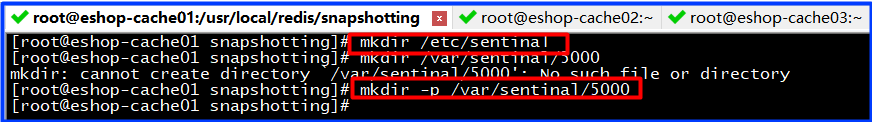 root@eshop-cache01:/usr/local/redis/snapshotting x root@eshop-cache02:~ root@eshop-cache03:~
[root@eshop-cache01 snapshotting]# mkdir /etc/sentinal
[root@eshop-cache01 snapshotting]# mkdir /var/sentinal/5000
mkdir: cannot create directory `/var/sentinal/5000': No such file or directory
[root@eshop-cache01 snapshotting]# mkdir -p /var/sentinal/5000
[root@eshop-cache01 snapshotting]#